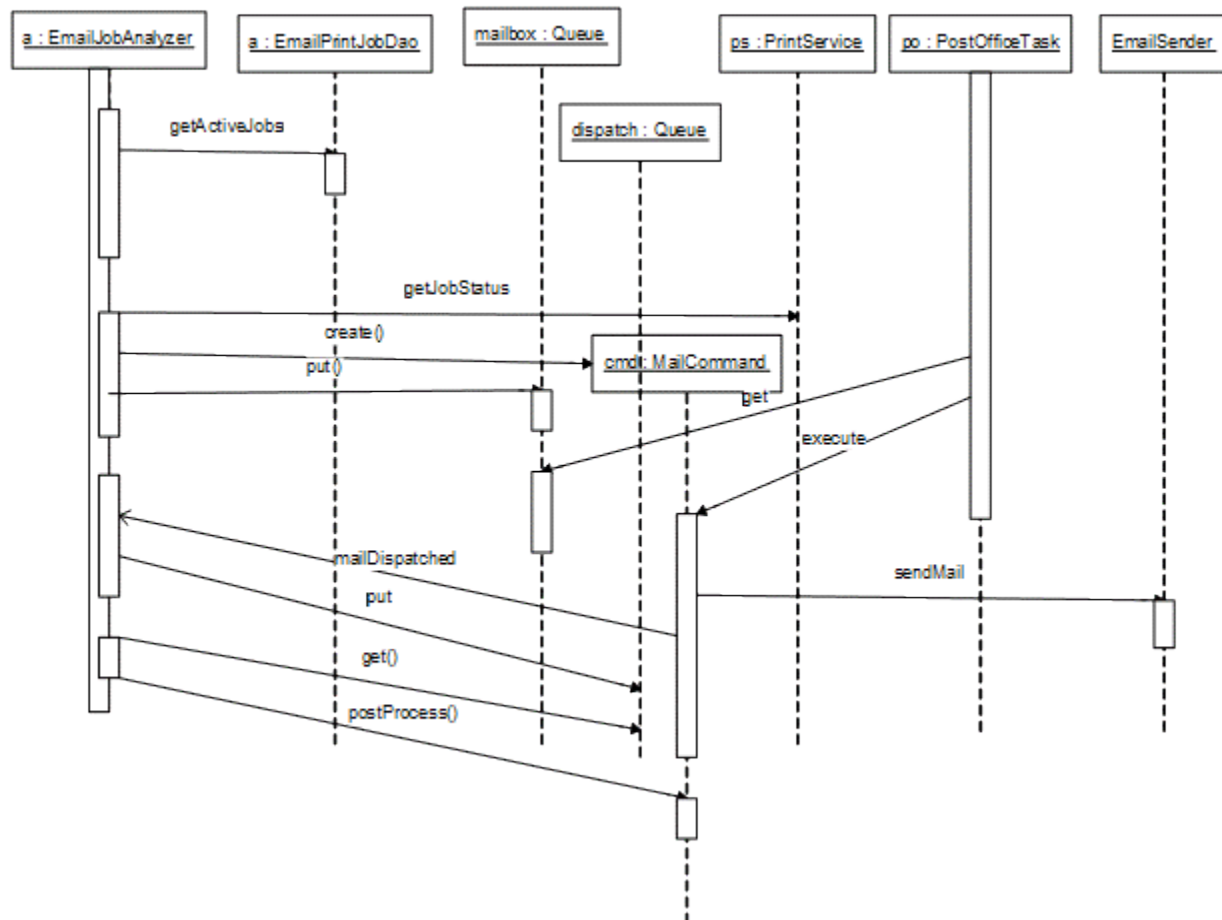 a : EmailJobAnalyzer
a : EmailPrintJobDao
mailbox : Queue
ps : PrintService
po : PostOfficeTask
EmailSender
dispatch : Queue
getActiveJobs
getJobStatus
create()
cmd : MailCommand
put()
get
execute
mailDispatched
sendMail
put
get()
postProcess()